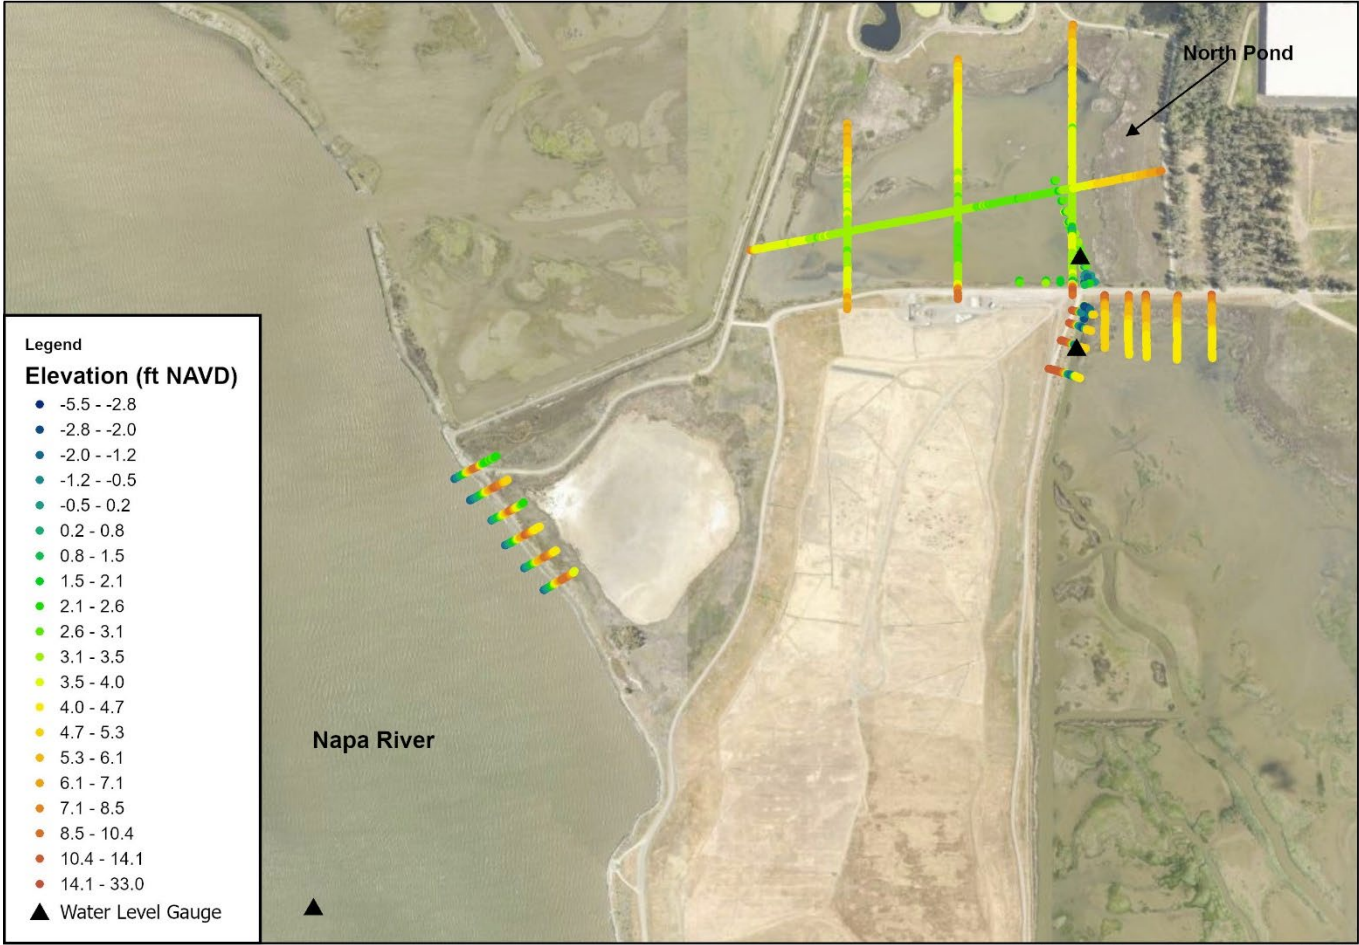 North Pond
Legend
Elevation (ft NAVD)
-5.5 - -2.8
-2.8 - -2.0
-2.0 - -1.2
-1.2 - -0.5
-0.5 - 0.2
0.2 - 0.8
0.8 - 1.5
1.5 - 2.1
2.1 - 2.6
2.6 - 3.1
3.1 - 3.5
3.5 - 4.0
4.0 - 4.7
4.7 - 5.3
5.3 - 6.1
6.1 - 7.1
7.1 - 8.5
8.5 - 10.4
10.4 - 14.1
14.1 - 33.0
Water Level Gauge
Napa River